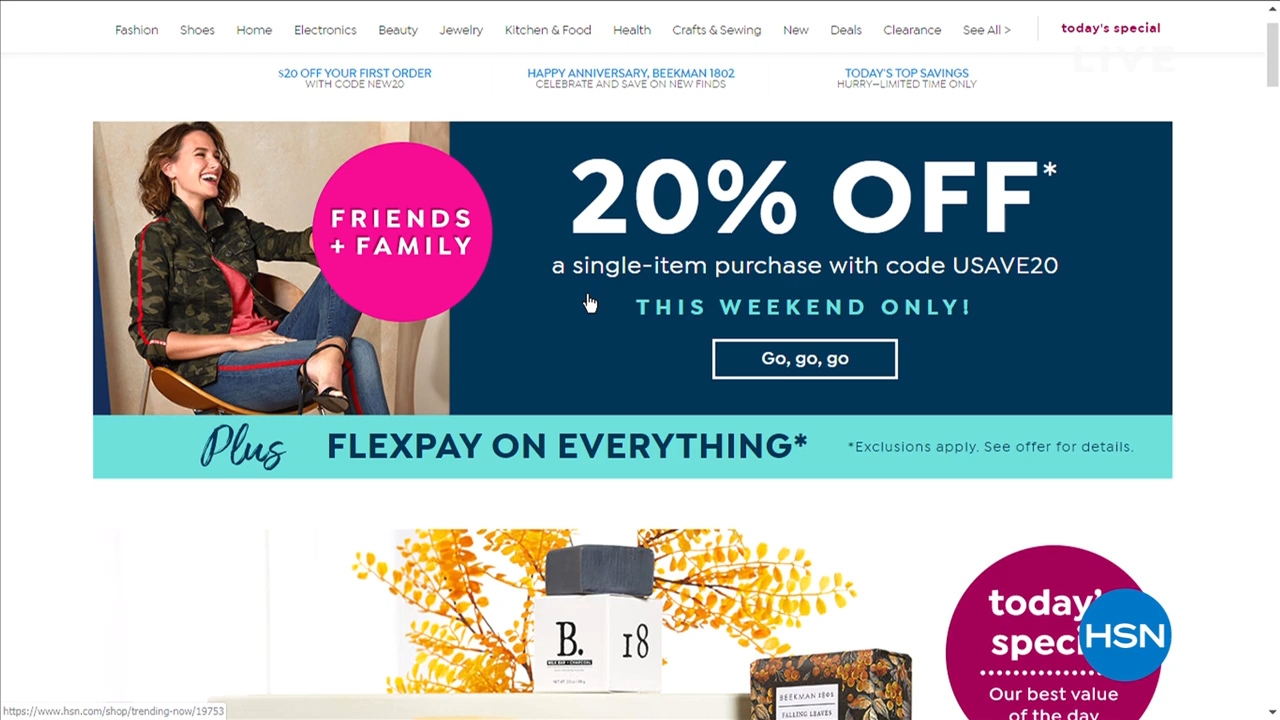 Fashion Shoes Home Electronics Beauty Jewelry Kitchen & Food Health Crafts & Sewing New Deals Clearance See All > today's special
LIVE
$20 OFF YOUR FIRST ORDER
WITH CODE NEW20
HAPPY ANNIVERSARY, BEEKMAN 1802
CELEBRATE AND SAVE ON NEW FINDS
TODAY'S TOP SAVINGS
HURRY—LIMITED TIME ONLY
FRIENDS
+ FAMILY
20% OFF*
a single-item purchase with code USAVE20
THIS WEEKEND ONLY!
Go, go, go
Plus FLEXPAY ON EVERYTHING* *Exclusions apply. See offer for details.
B. 18
MILK BAR • CHARCOAL
BEEKMAN 1802
FALLING LEAVES
today's
special
HSN
Our best value
of the day
https://www.hsn.com/shop/trending-now/19753